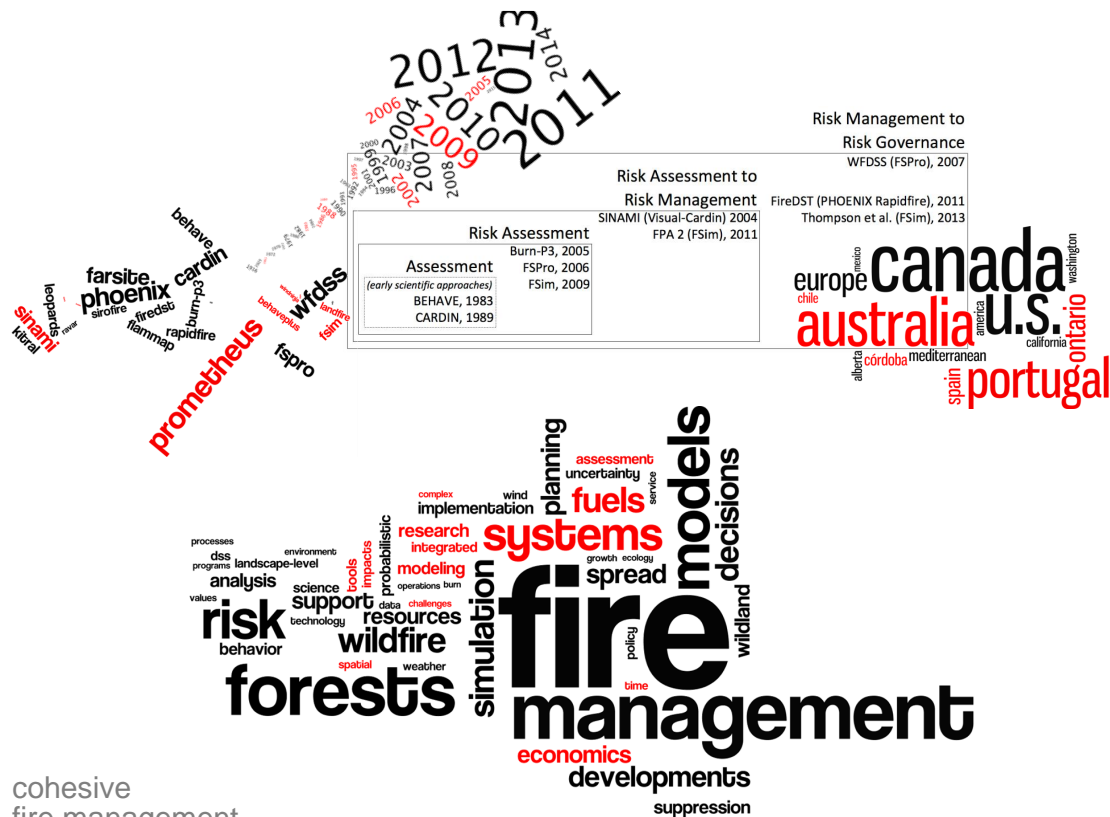 2012
2013
2014
2005
2011
2006
2004
2010
2009
2000
1999
2003
2007
2008
1995
2001
2002
1992
1996
1990
1988
Risk Management to
Risk Governance
WFDSS (FSPro), 2007
FireDST (PHOENIX Rapidfire), 2011
Thompson et al. (FSim), 2013
Risk Assessment to
Risk Management
SINAMI (Visual-Cardin) 2004
FPA 2 (FSim), 2011
Risk Assessment
Burn-P3, 2005
FSPro, 2006
FSim, 2009
Assessment
(early scientific approaches)
BEHAVE, 1983
CARDIN, 1989
behave
cardin
farsite
phoenix
burn-p3
sirofire
firedst
leopards
sinami
ravar
kitral
flammap
rapidfire
wfdss
behaveplus
landfire
fsim
fspro
prometheus
europe
mexico
canada
washington
chile
australia
america
u.s.
california
ontario
alberta
córdoba
mediterranean
spain
portugal
planning
models
assessment
uncertainty
service
decisions
fuels
complex
wind
implementation
research
systems
integrated
processes
environment
dss
programs
landscape-level
probabilistic
tools
impacts
modeling
growth
ecology
spread
analysis
science
operations
burn
values
support
data
challenges
risk
technology
resources
simulation
fire
behavior
wildfire
policy
wildland
spatial
weather
forests
time
management
economics
developments
suppression
cohesive
fire management